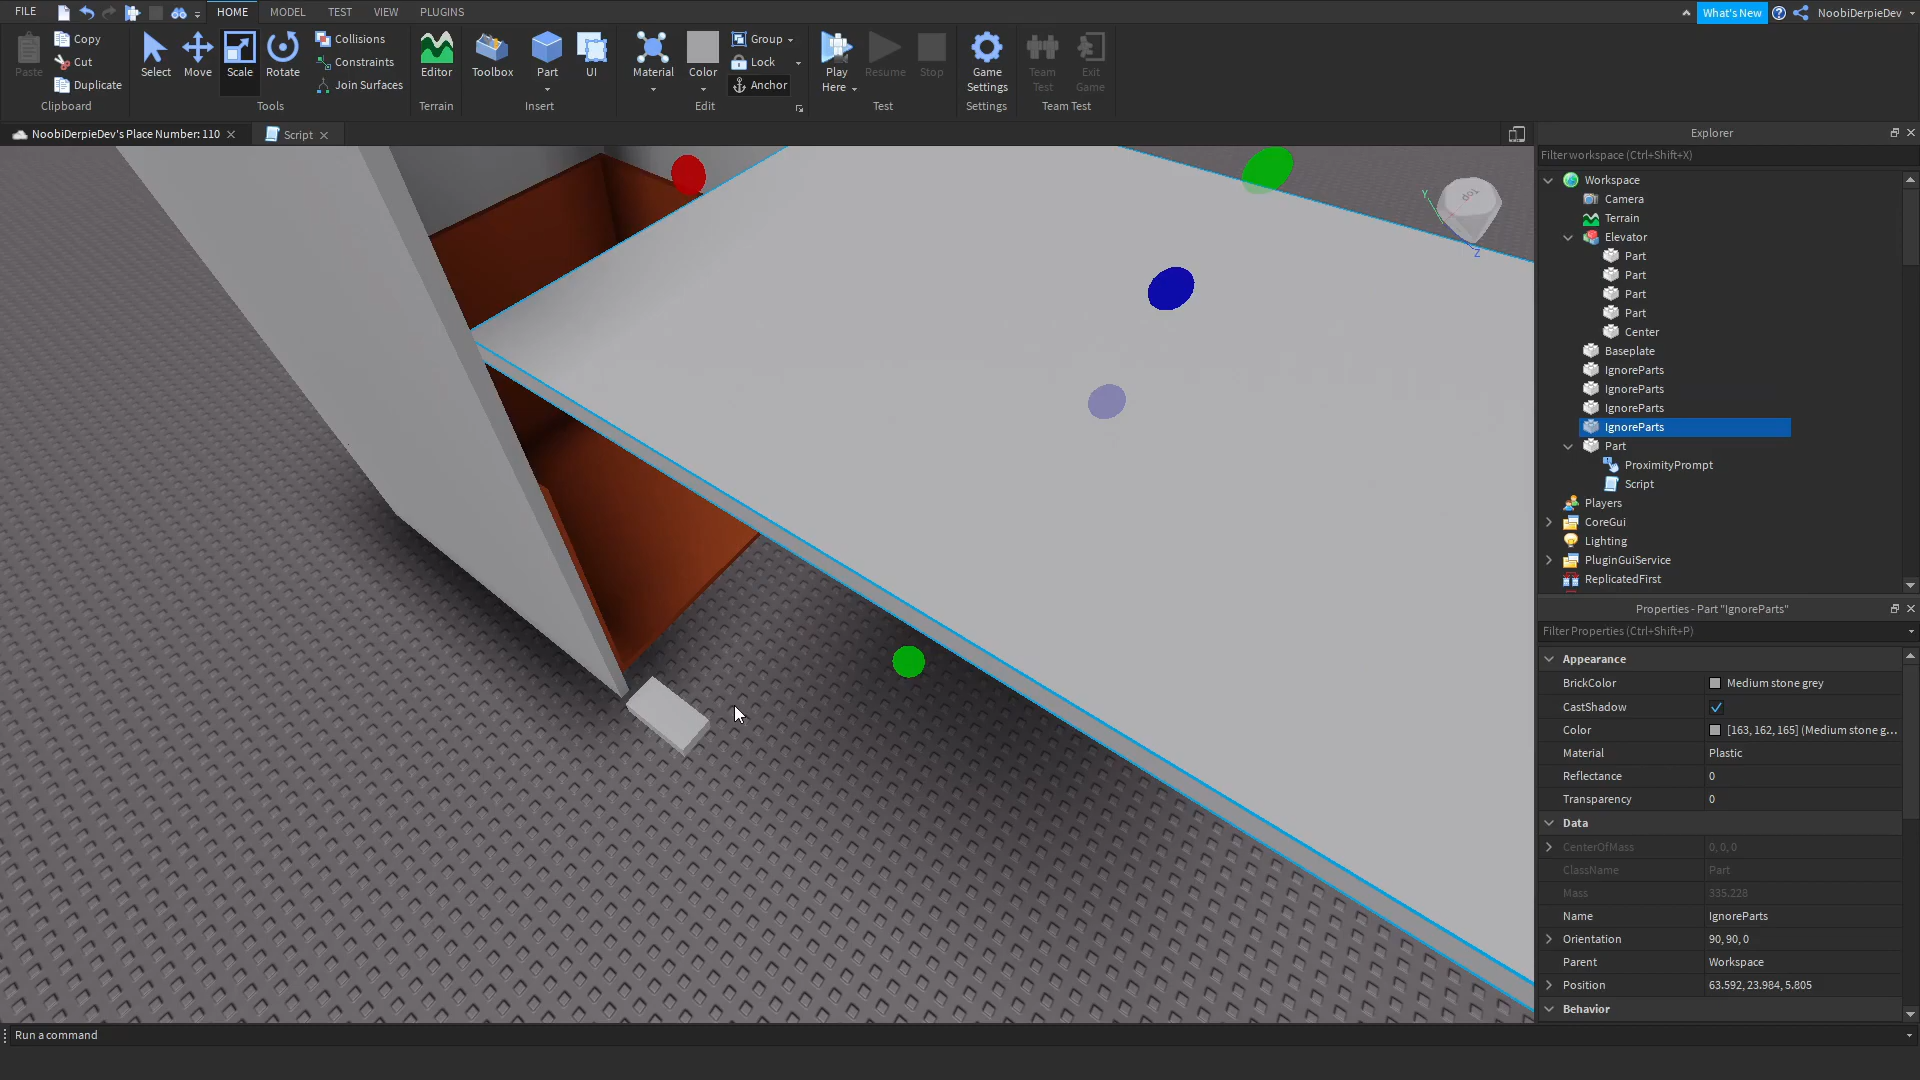 FILE HOME MODEL TEST VIEW PLUGINS What's New NoobiDerpieDev
Paste Copy Cut Duplicate Clipboard
Select Move Scale Rotate Collisions Constraints Join Surfaces Tools
Editor Terrain
Toolbox Part UI Insert
Material Color Group Lock Anchor Edit
Play Here Resume Stop Test
Game Settings Settings
Team Test Exit Game Team Test
NoobiDerpieDev's Place Number: 110 Script
Y
TOP
Z
Explorer
Filter workspace (Ctrl+Shift+X)
Workspace
Camera
Terrain
Elevator
Part
Part
Part
Part
Center
Baseplate
IgnoreParts
IgnoreParts
IgnoreParts
IgnoreParts
Part
ProximityPrompt
Script
Players
CoreGui
Lighting
PluginGuiService
ReplicatedFirst
Properties - Part "IgnoreParts"
Filter Properties (Ctrl+Shift+P)
Appearance
BrickColor Medium stone grey
CastShadow
Color [163, 162, 165] (Medium stone g...
Material Plastic
Reflectance 0
Transparency 0
Data
CenterOfMass 0, 0, 0
ClassName Part
Mass 335.228
Name IgnoreParts
Orientation 90, 90, 0
Parent Workspace
Position 63.592, 23.984, 5.805
Behavior
Run a command